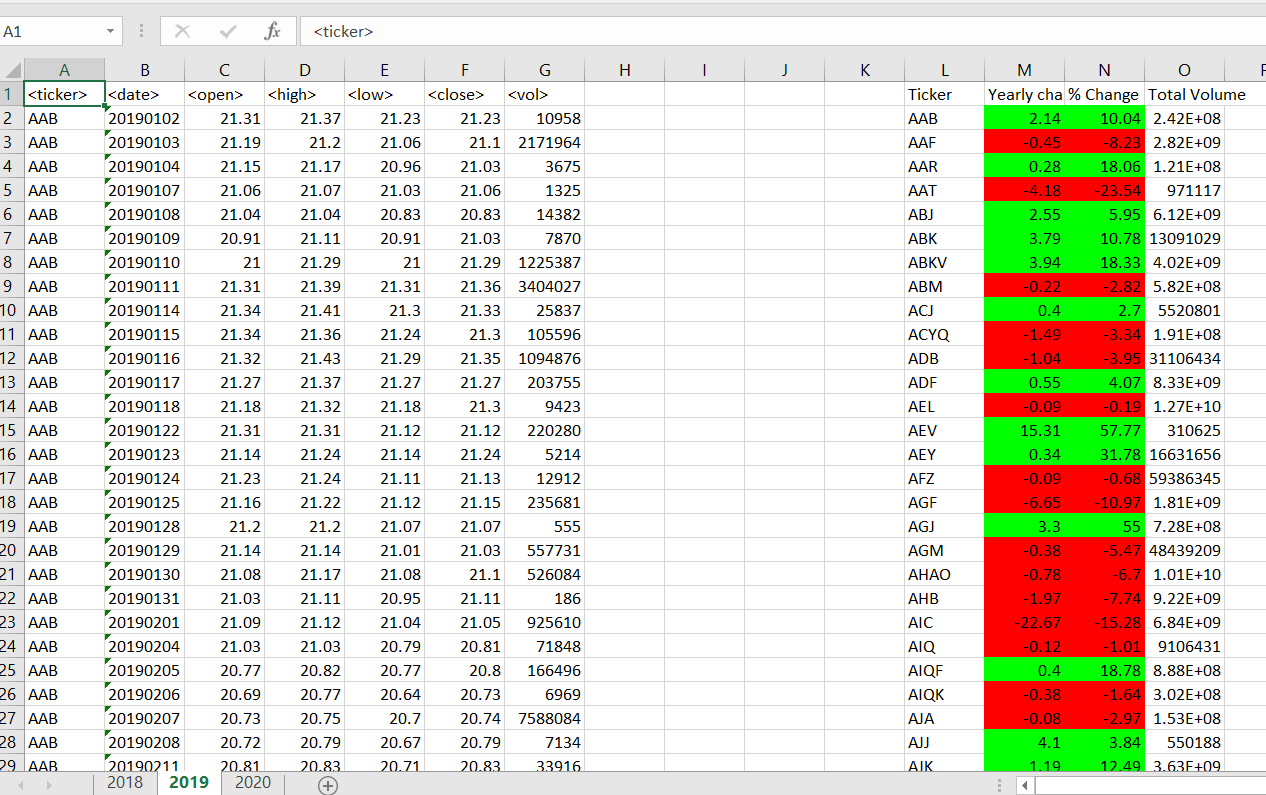 A1 fx <ticker>
A B C D E F G H I J K L M N O
1 <ticker> <date> <open> <high> <low> <close> <vol> Ticker Yearly cha % Change Total Volume
2 AAB 20190102 21.31 21.37 21.23 21.23 10958 AAB 2.14 10.04 2.42E+08
3 AAB 20190103 21.19 21.2 21.06 21.1 2171964 AAF -0.45 -8.23 2.82E+09
4 AAB 20190104 21.15 21.17 20.96 21.03 3675 AAR 0.28 18.06 1.21E+08
5 AAB 20190107 21.06 21.07 21.03 21.06 1325 AAT -4.18 -23.54 971117
6 AAB 20190108 21.04 21.04 20.83 20.83 14382 ABJ 2.55 5.95 6.12E+09
7 AAB 20190109 20.91 21.11 20.91 21.03 7870 ABK 3.79 10.78 13091029
8 AAB 20190110 21 21.29 21 21.29 1225387 ABKV 3.94 18.33 4.02E+09
9 AAB 20190111 21.31 21.39 21.31 21.36 3404027 ABM -0.22 -2.82 5.82E+08
10 AAB 20190114 21.34 21.41 21.3 21.33 25837 ACJ 0.4 2.7 5520801
11 AAB 20190115 21.34 21.36 21.24 21.3 105596 ACYQ -1.49 -3.34 1.91E+08
12 AAB 20190116 21.32 21.43 21.29 21.35 1094876 ADB -1.04 -3.95 31106434
13 AAB 20190117 21.27 21.37 21.27 21.27 203755 ADF 0.55 4.07 8.33E+09
14 AAB 20190118 21.18 21.32 21.18 21.3 9423 AEL -0.09 -0.19 1.27E+10
15 AAB 20190122 21.31 21.31 21.12 21.12 220280 AEV 15.31 57.77 310625
16 AAB 20190123 21.14 21.24 21.14 21.24 5214 AEY 0.34 31.78 16631656
17 AAB 20190124 21.23 21.24 21.11 21.13 12912 AFZ -0.09 -0.68 59386345
18 AAB 20190125 21.16 21.22 21.12 21.15 235681 AGF -6.65 -10.97 1.81E+09
19 AAB 20190128 21.2 21.2 21.07 21.07 555 AGJ 3.3 55 7.28E+08
20 AAB 20190129 21.14 21.14 21.01 21.03 557731 AGM -0.38 -5.47 48439209
21 AAB 20190130 21.08 21.17 21.08 21.1 526084 AHAO -0.78 -6.7 1.01E+10
22 AAB 20190131 21.03 21.11 20.95 21.11 186 AHB -1.97 -7.74 9.22E+09
23 AAB 20190201 21.09 21.12 21.04 21.05 925610 AIC -22.67 -15.28 6.84E+09
24 AAB 20190204 21.03 21.03 20.79 20.81 71848 AIQ -0.12 -1.01 9106431
25 AAB 20190205 20.77 20.82 20.77 20.8 166496 AIQF 0.4 18.78 8.88E+08
26 AAB 20190206 20.69 20.77 20.64 20.73 6969 AIQK -0.38 -1.64 3.02E+08
27 AAB 20190207 20.73 20.75 20.7 20.74 7588084 AJA -0.08 -2.97 1.53E+08
28 AAB 20190208 20.72 20.79 20.67 20.79 7134 AJJ 4.1 3.84 550188
29 AAB 20190211 20.81 20.83 20.71 20.83 33916 AJK 1.19 12.49 3.63E+09
2018 2019 2020